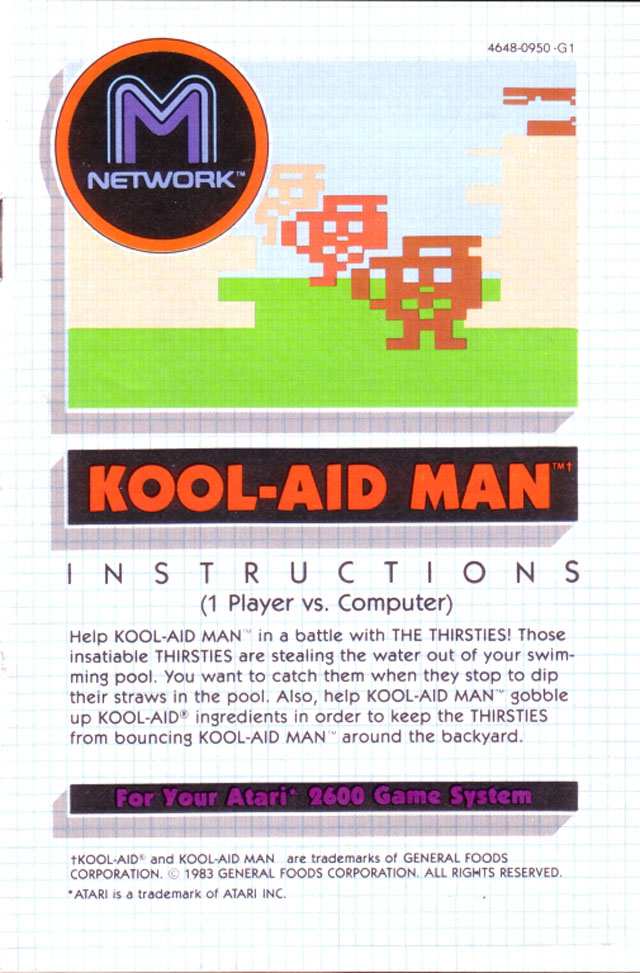 4648-0950-G1
M
NETWORK™
KOOL-AID MAN™†
INSTRUCTIONS
(1 Player vs. Computer)
Help KOOL-AID MAN™ in a battle with THE THIRSTIES! Those
insatiable THIRSTIES are stealing the water out of your swim-
ming pool. You want to catch them when they stop to dip
their straws in the pool. Also, help KOOL-AID MAN™ gobble
up KOOL-AID® ingredients in order to keep the THIRSTIES
from bouncing KOOL-AID MAN™ around the backyard.
For Your Atari* 2600 Game System
†KOOL-AID® and KOOL-AID MAN are trademarks of GENERAL FOODS
CORPORATION. © 1983 GENERAL FOODS CORPORATION. ALL RIGHTS RESERVED.
*ATARI is a trademark of ATARI INC.